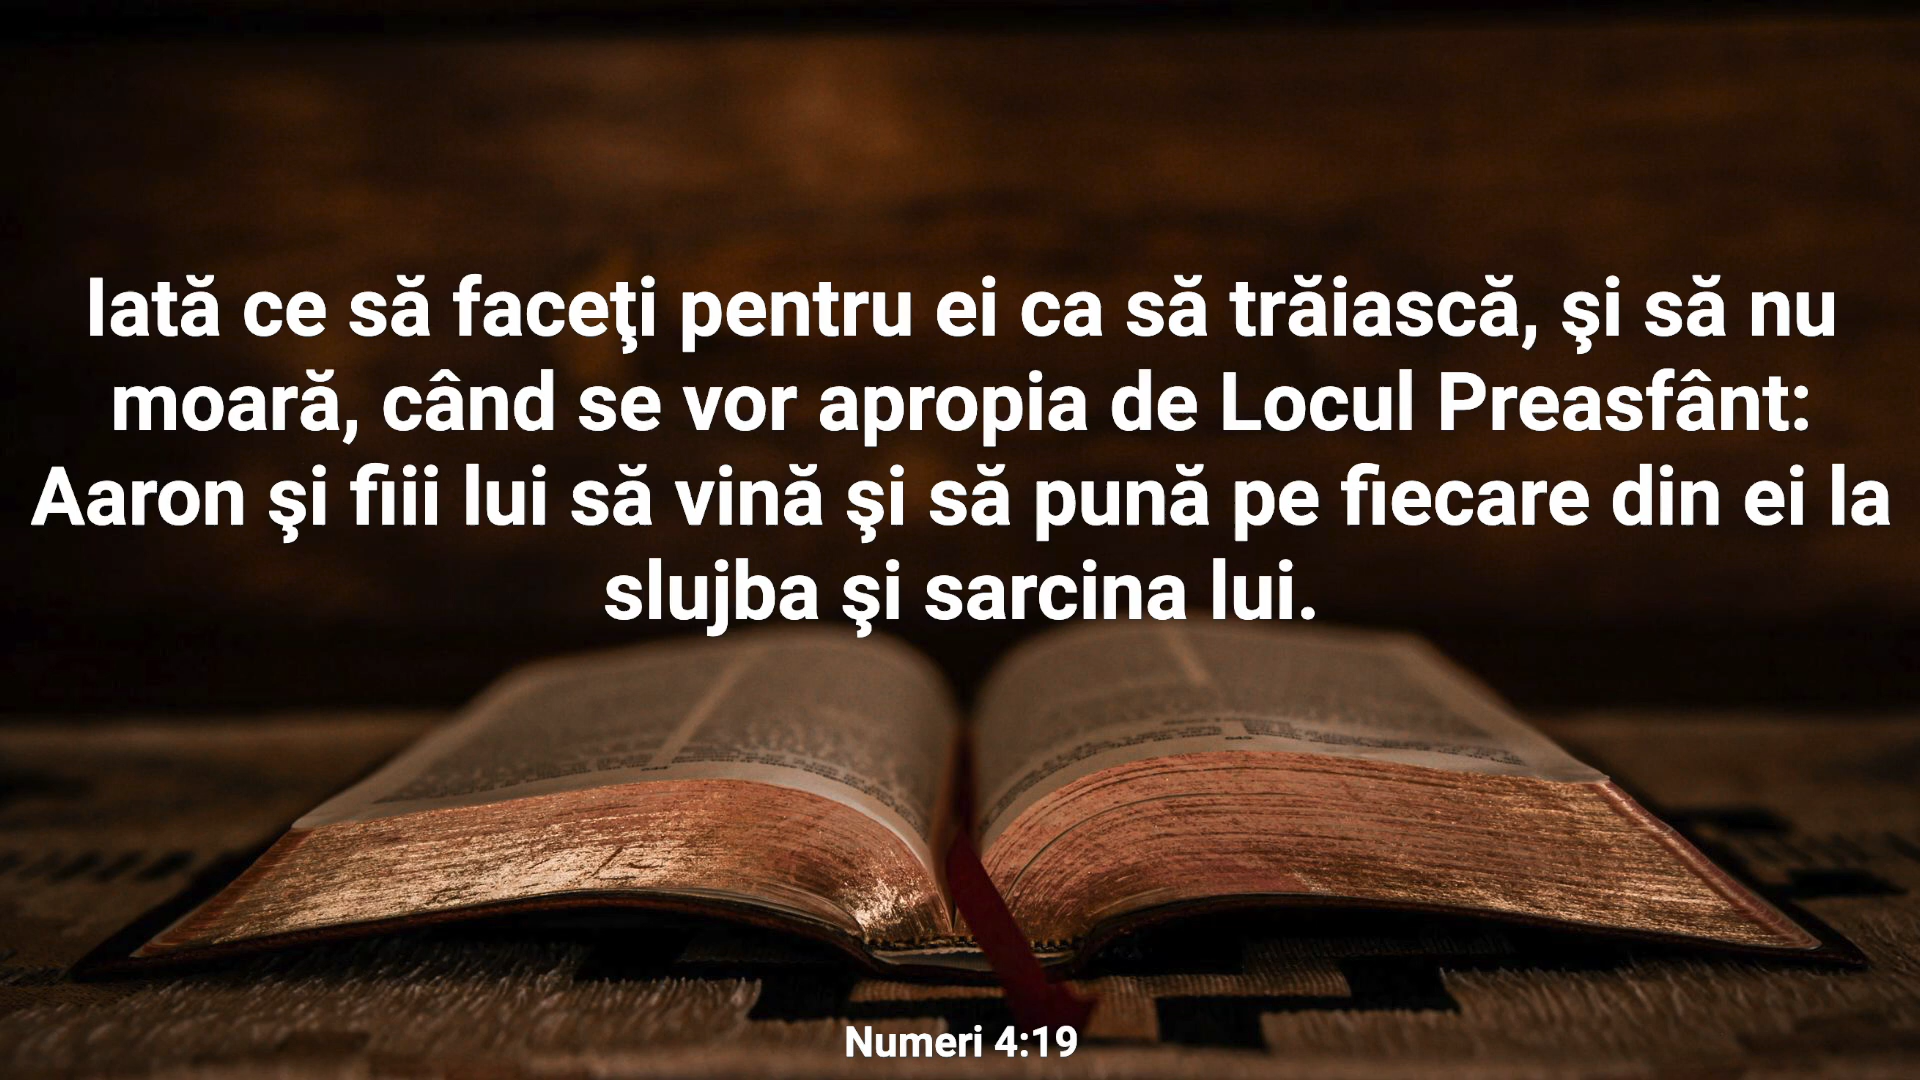 Iată ce să faceţi pentru ei ca să trăiască, şi să nu
moară, când se vor apropia de Locul Preasfânt:
Aaron şi fiii lui să vină şi să pună pe fiecare din ei la
slujba şi sarcina lui.
Numeri 4:19